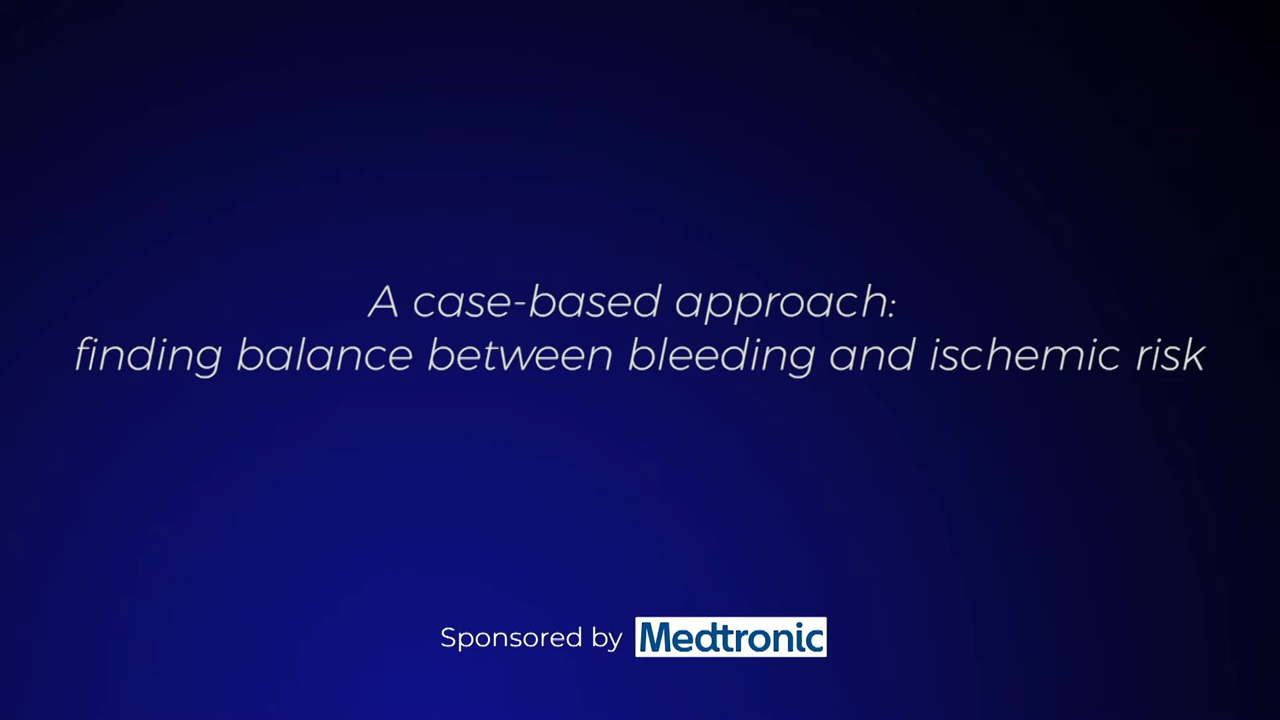 A case-based approach:
finding balance between bleeding and ischemic risk
Sponsored by Medtronic